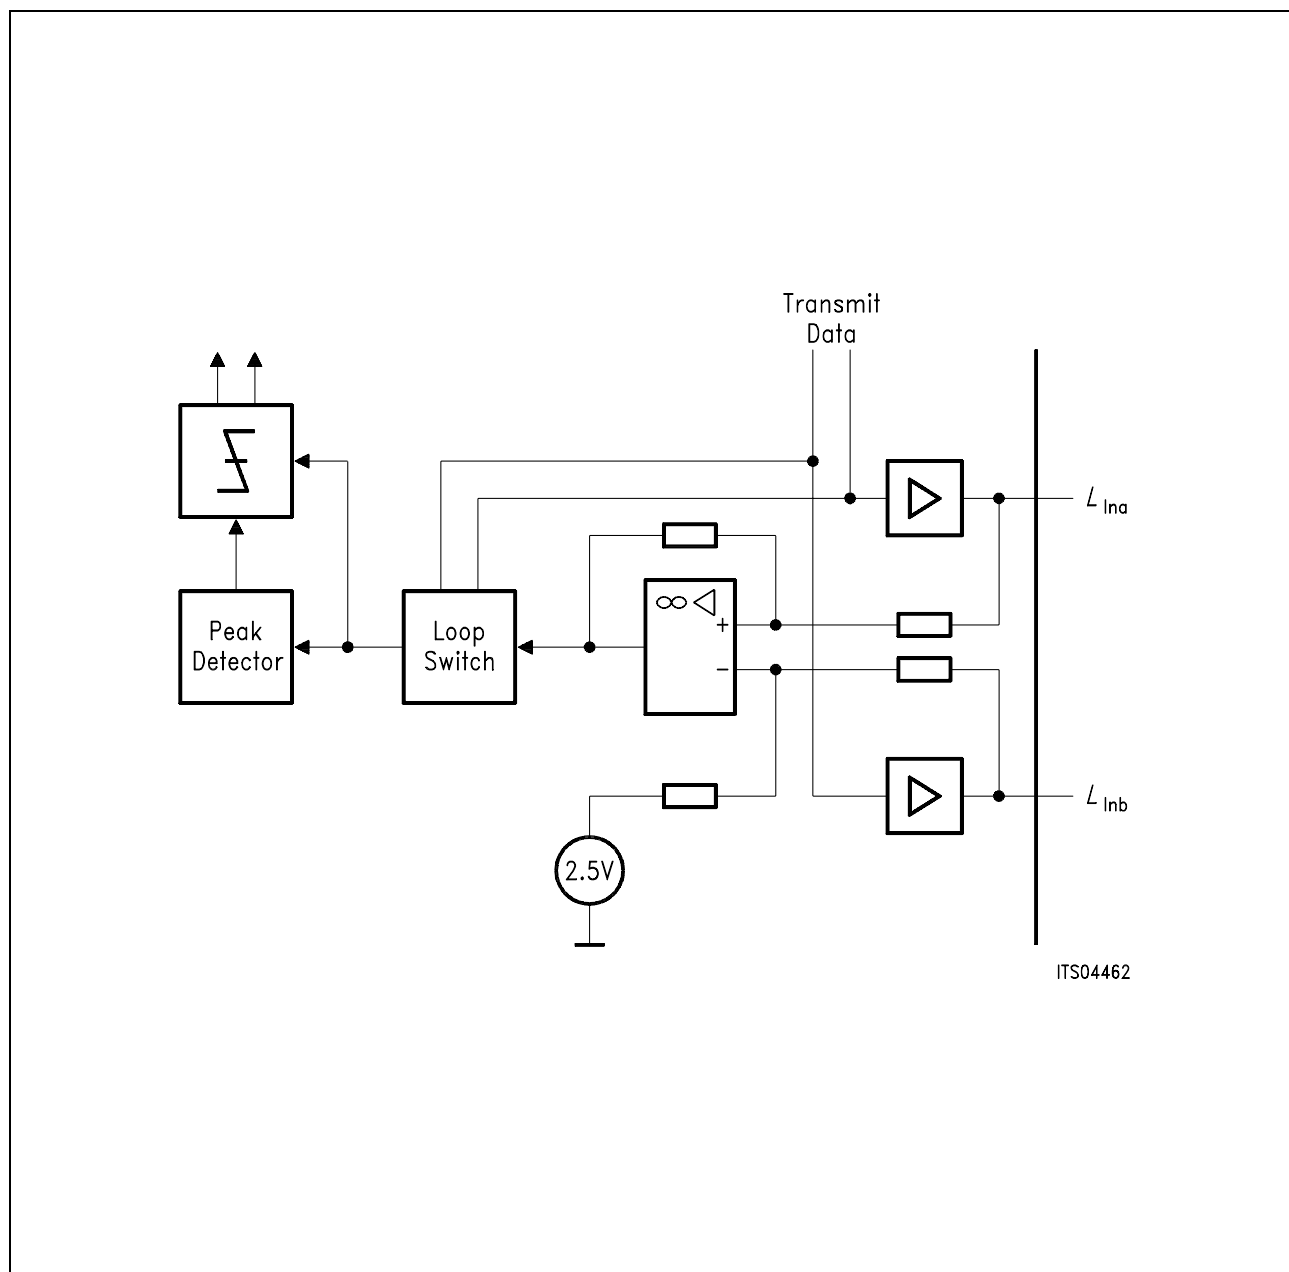 Transmit
Data
L Ina
Peak
Detector
Loop
Switch
∞
+
−
L Inb
2.5V
ITS04462